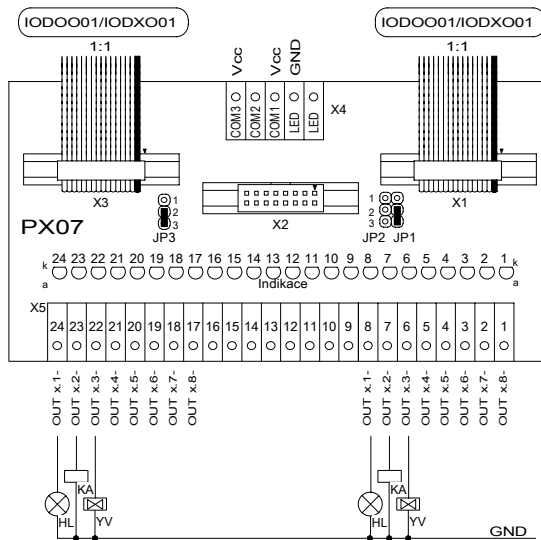 IODOO01/IODXO01 IODOO01/IODXO01
1:1 1:1
Vcc Vcc GND
COM3 COM2 COM1 LED LED X4
X3 X2 X1
1 2 3 1 2 3
PX07 JP3 JP2 JP1
k 24 23 22 21 20 19 18 17 16 15 14 13 12 11 10 9 8 7 6 5 4 3 2 1 k
a Indikace a
X5
24 23 22 21 20 19 18 17 16 15 14 13 12 11 10 9 8 7 6 5 4 3 2 1
OUT x.1- OUT x.2- OUT x.3- OUT x.4- OUT x.5- OUT x.6- OUT x.7- OUT x.8- OUT x.1- OUT x.2- OUT x.3- OUT x.4- OUT x.5- OUT x.6- OUT x.7- OUT x.8-
KA KA
HL YV HL YV
GND